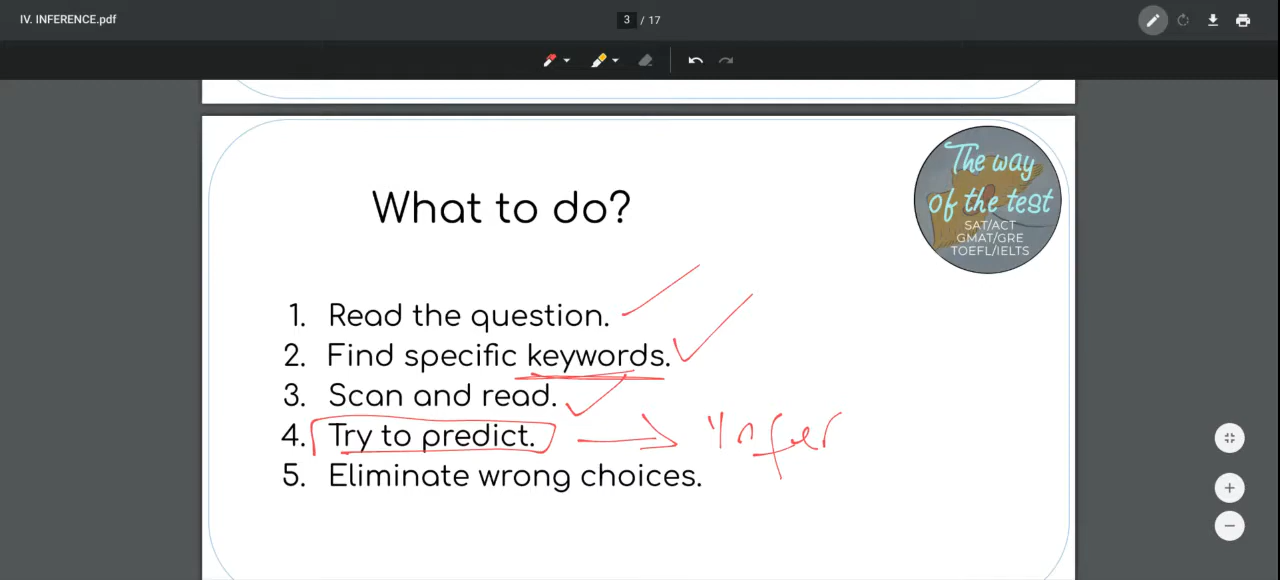 IV. INFERENCE.pdf
3 / 17
The way
of the test
SAT/ACT
GMAT/GRE
TOEFL/IELTS
What to do?
1. Read the question.
2. Find specific keywords.
3. Scan and read.
4. Try to predict. → Infer
5. Eliminate wrong choices.